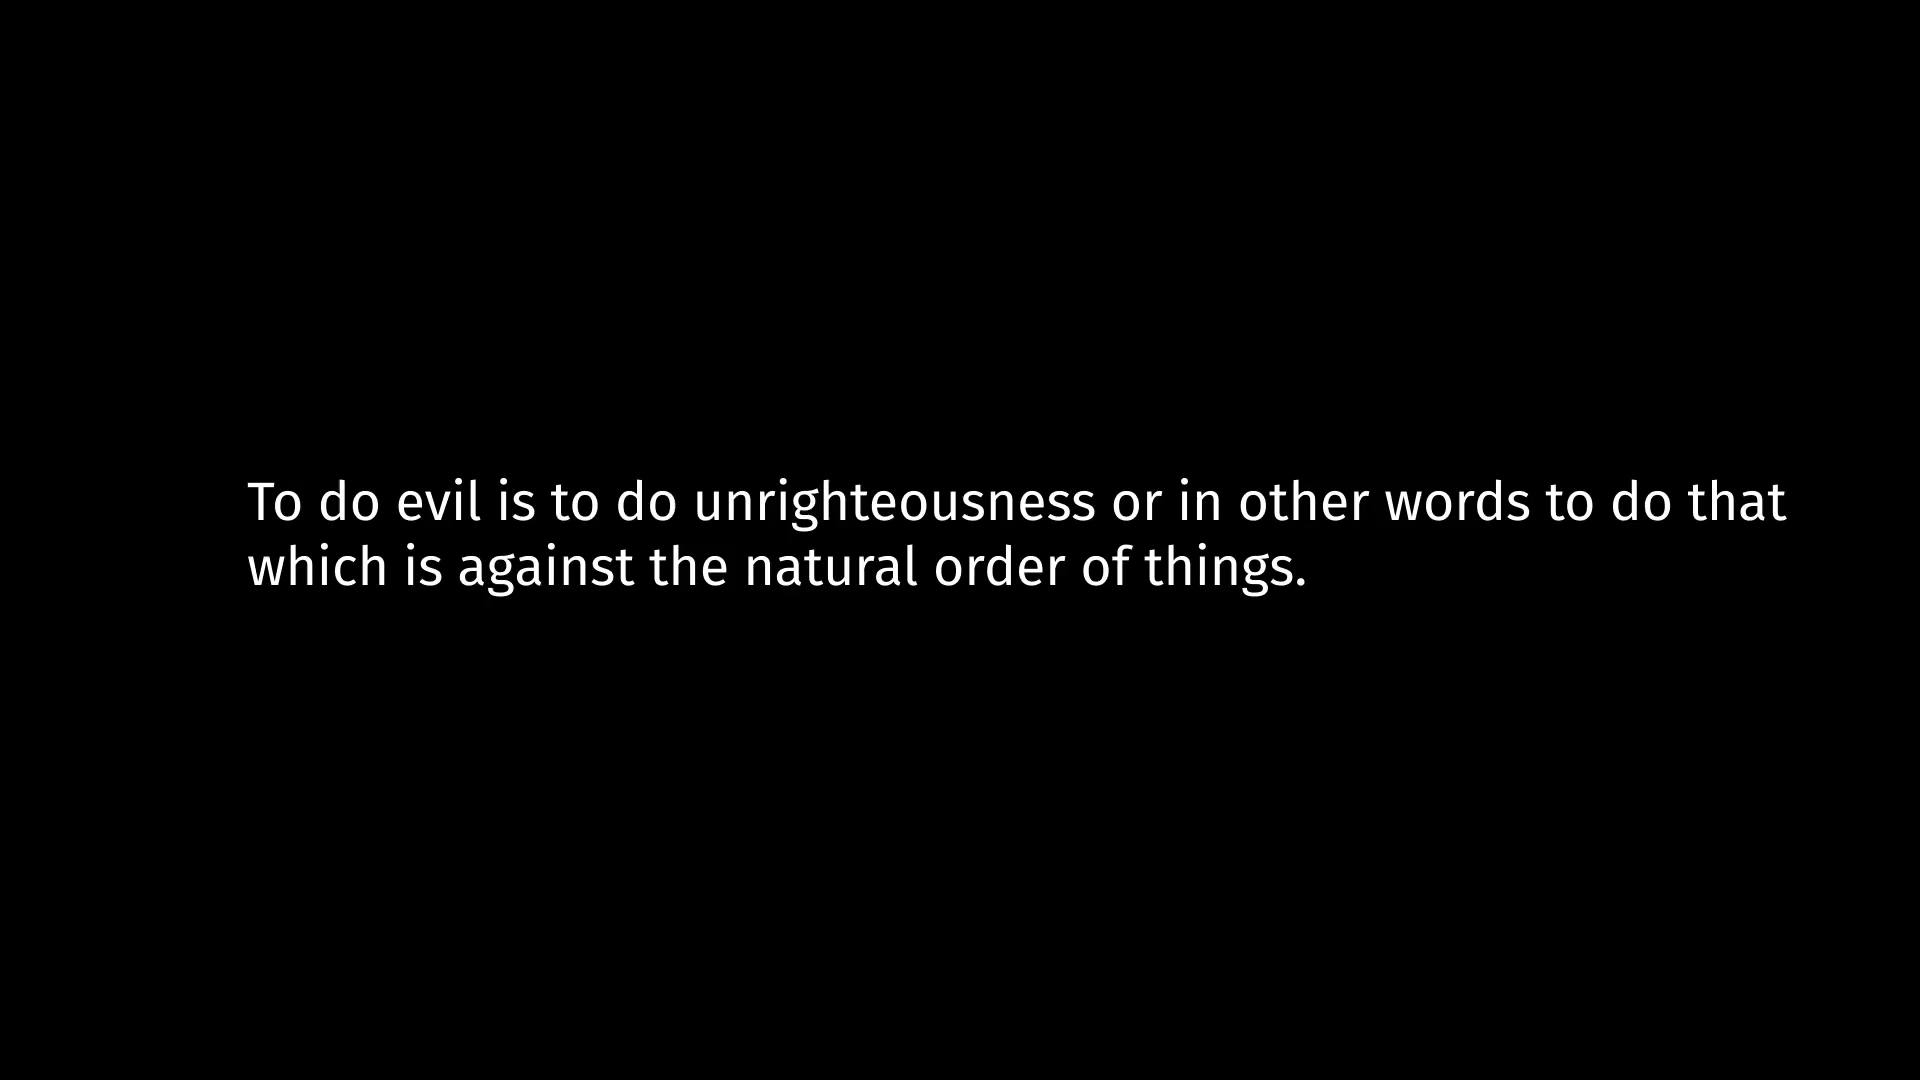 To do evil is to do unrighteousness or in other words to do that
which is against the natural order of things.